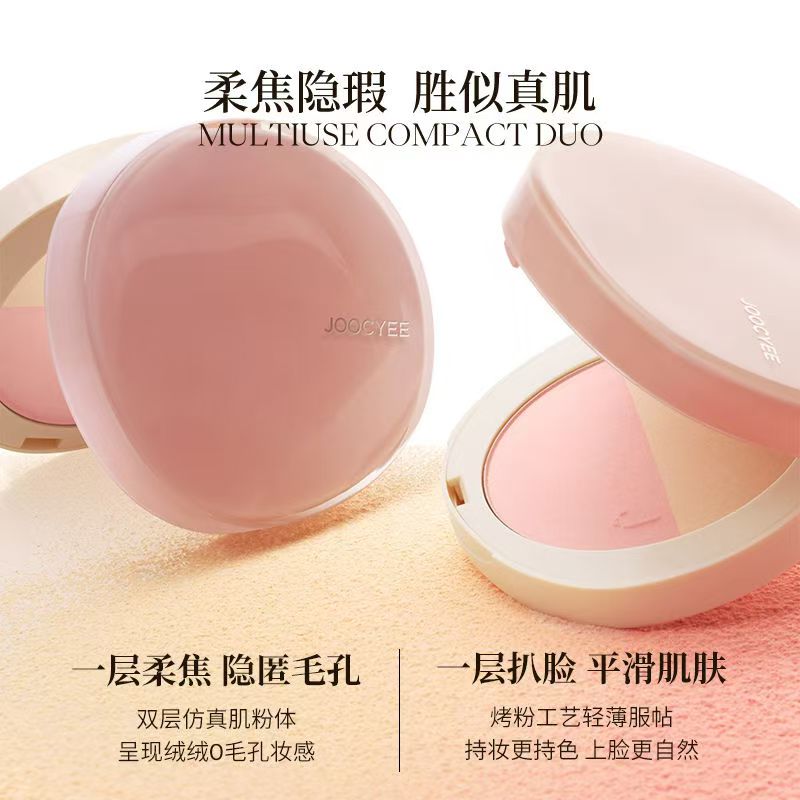 柔焦隐瑕 胜似真肌
MULTIUSE COMPACT DUO
JOOCYEE
JOOCYEE
一层柔焦 隐匿毛孔
双层仿真肌粉体
呈现绒绒0毛孔妆感
一层扒脸 平滑肌肤
烤粉工艺轻薄服帖
持妆更持色 上脸更自然